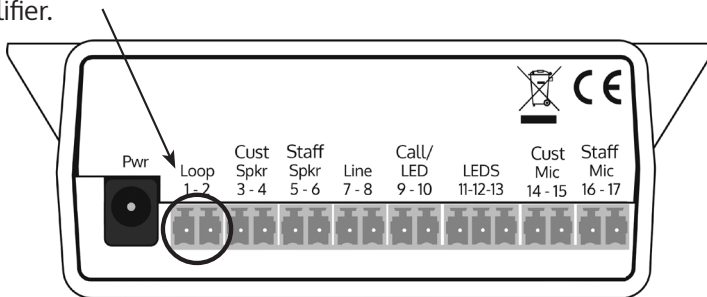 lifier.
CE
Pwr
Loop
1 - 2
Cust
Spkr
3 - 4
Staff
Spkr
5 - 6
Line
7 - 8
Call/
LED
9 - 10
LEDS
11-12-13
Cust
Mic
14 - 15
Staff
Mic
16 - 17